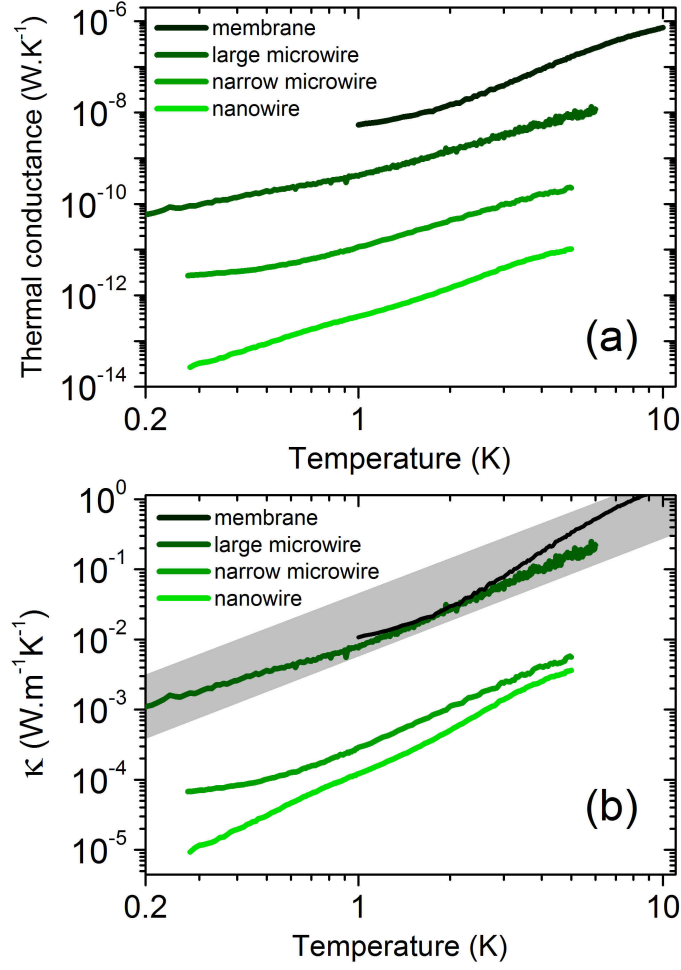 Thermal conductance (W.K⁻¹)
10⁻⁶
10⁻⁸
10⁻¹⁰
10⁻¹²
10⁻¹⁴
membrane
large microwire
narrow microwire
nanowire
(a)
0.2
1
10
Temperature (K)
κ (W.m⁻¹K⁻¹)
10⁰
10⁻¹
10⁻²
10⁻³
10⁻⁴
10⁻⁵
membrane
large microwire
narrow microwire
nanowire
(b)
0.2
1
10
Temperature (K)